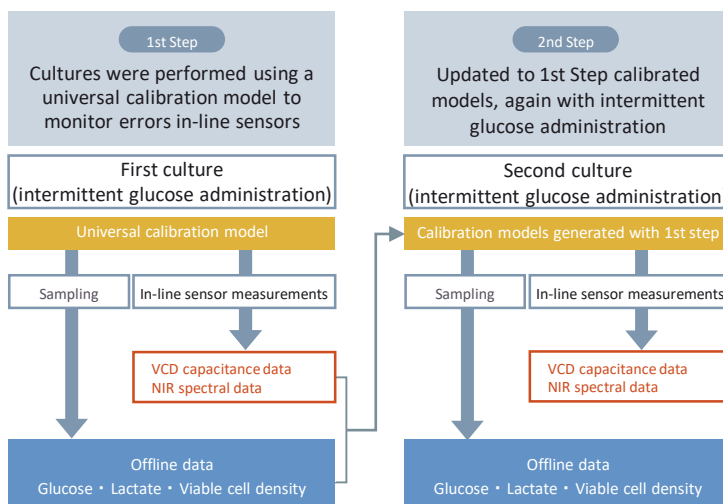 1st Step
Cultures were performed using a
universal calibration model to
monitor errors in-line sensors
First culture
(intermittent glucose administration)
Universal calibration model
Sampling
In-line sensor measurements
VCD capacitance data
NIR spectral data
Offline data
Glucose・Lactate・Viable cell density
2nd Step
Updated to 1st Step calibrated
models, again with intermittent
glucose administration
Second culture
(intermittent glucose administration
Calibration models generated with 1st step
Sampling
In-line sensor measurements
VCD capacitance data
NIR spectral data
Offline data
Glucose・Lactate・Viable cell density